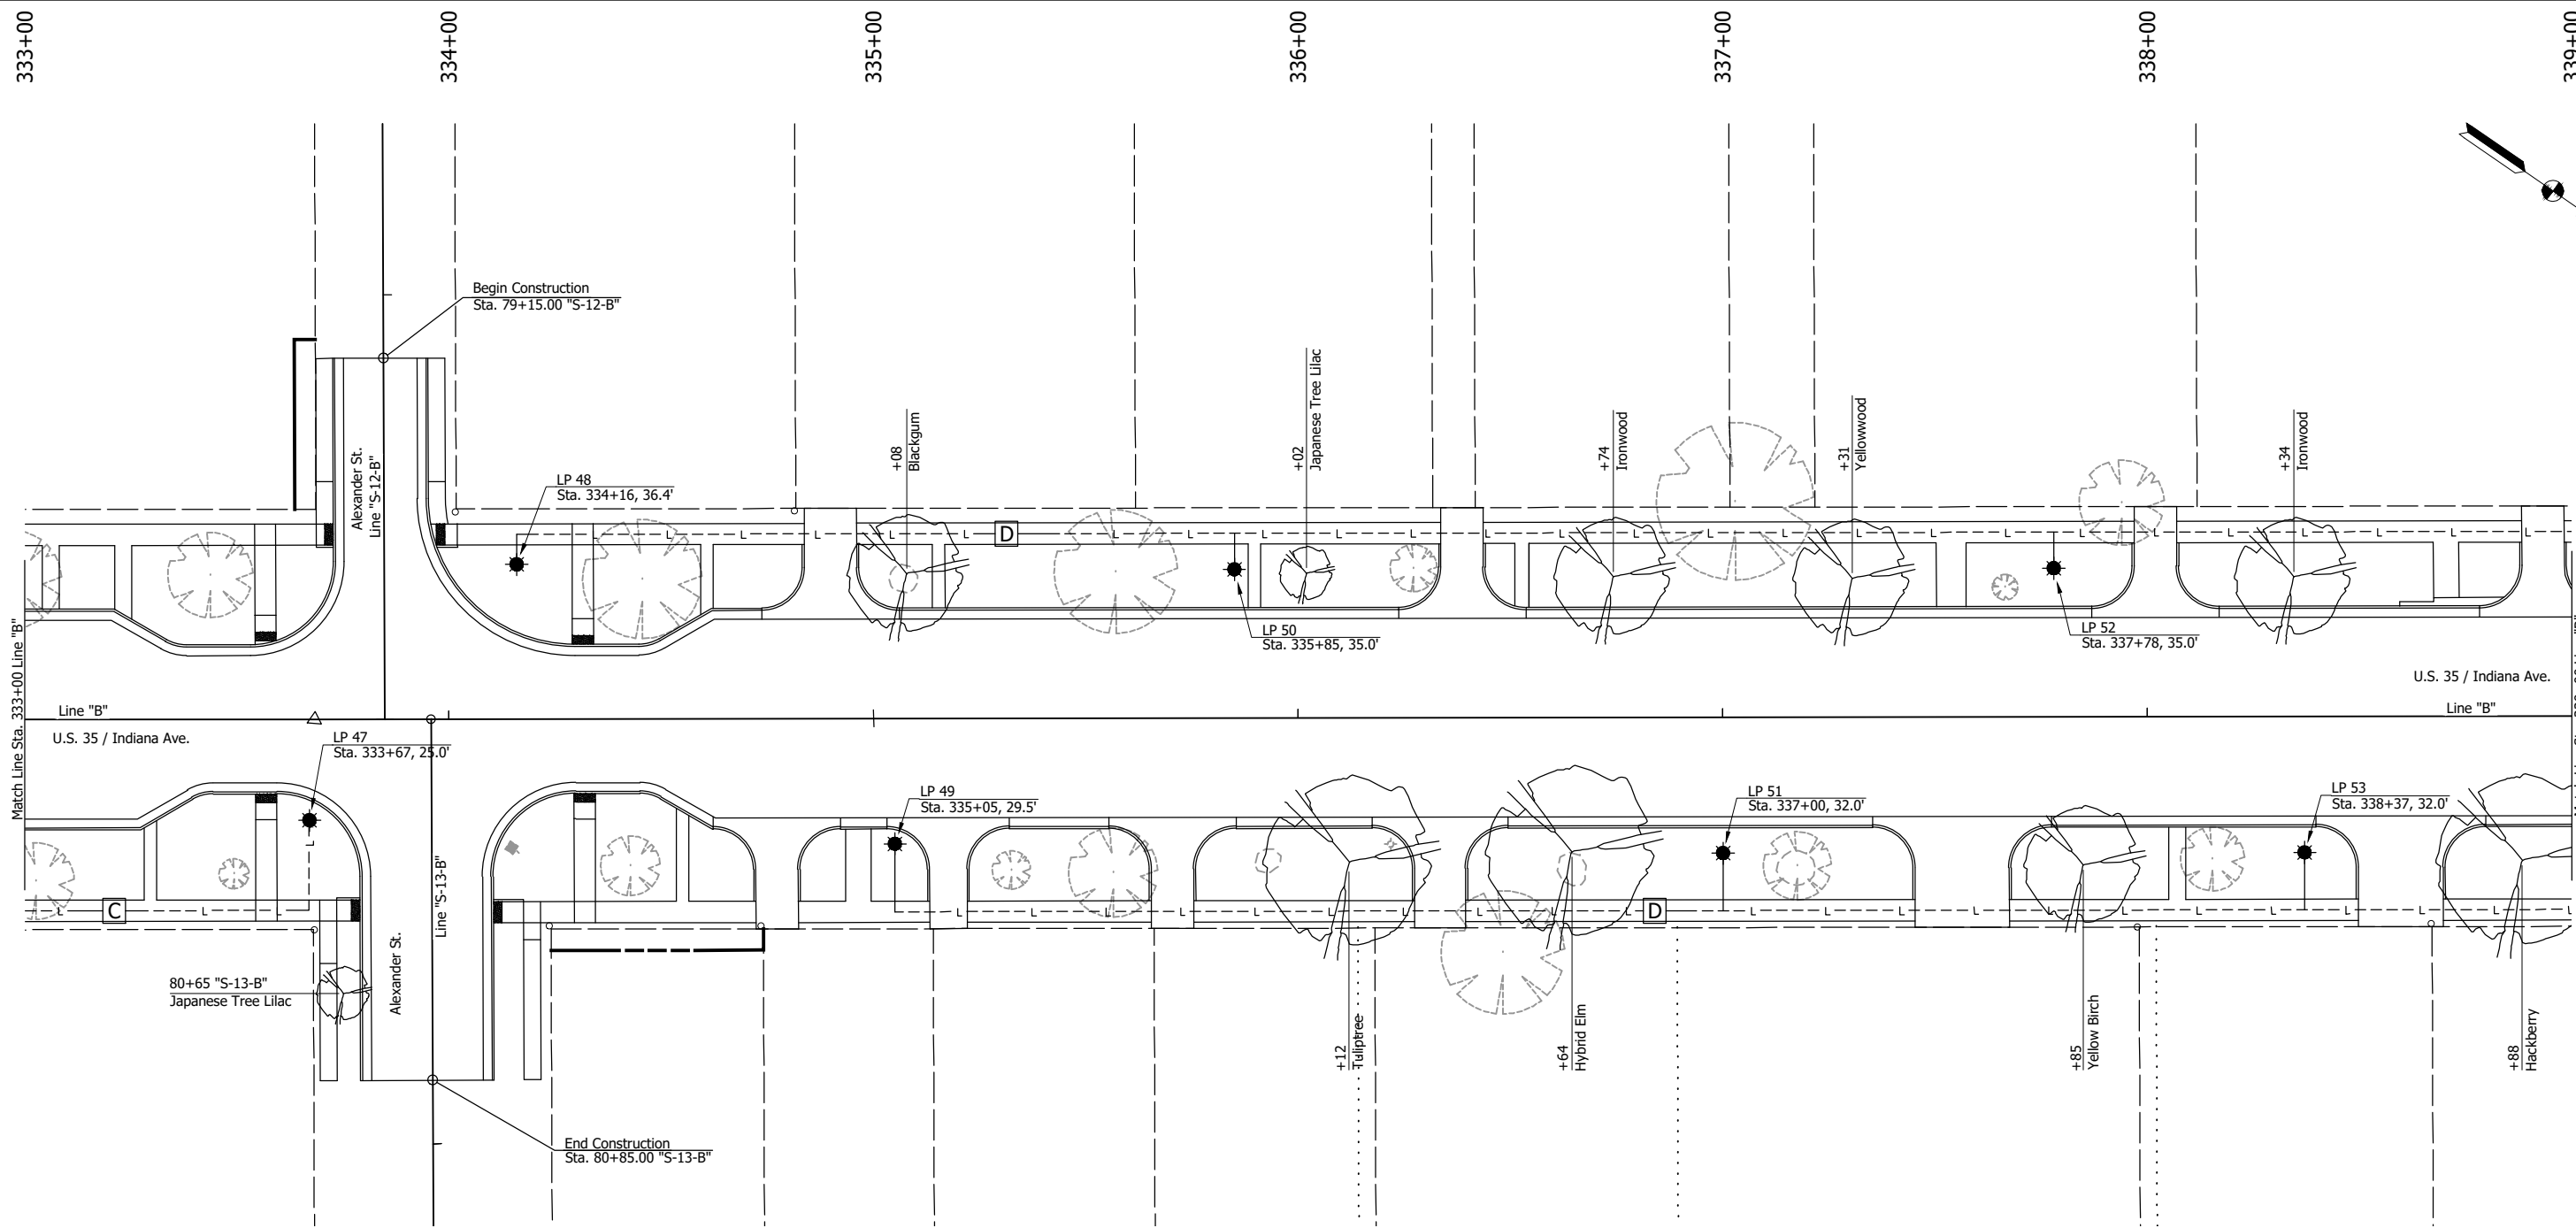 333+00
334+00
335+00
336+00
337+00
338+00
339+00
Begin Construction
Sta. 79+15.00 "S-12-B"
Alexander St.
Line "S-12-B"
LP 48
Sta. 334+16, 36.4'
+08
Blackgum
+02
Japanese Tree Lilac
+74
Ironwood
+31
Yellowwood
+34
Ironwood
L L L L D L L L L L L L L L L L L L L L L L L L
LP 50
Sta. 335+85, 35.0'
LP 52
Sta. 337+78, 35.0'
U.S. 35 / Indiana Ave.
Match Line Sta. 333+00 Line "B"
Line "B"
Line "B"
U.S. 35 / Indiana Ave.
LP 47
Sta. 333+67, 25.0'
LP 49
Sta. 335+05, 29.5'
LP 51
Sta. 337+00, 32.0'
LP 53
Sta. 338+37, 32.0'
Line "S-13-B"
L
L C L L
L L L L L L L L L L D L L L L L L L L L L L L
Alexander St.
80+65 "S-13-B"
Japanese Tree Lilac
+12
Tuliptree
+64
Hybrid Elm
+85
Yellow Birch
+88
Hackberry
End Construction
Sta. 80+85.00 "S-13-B"